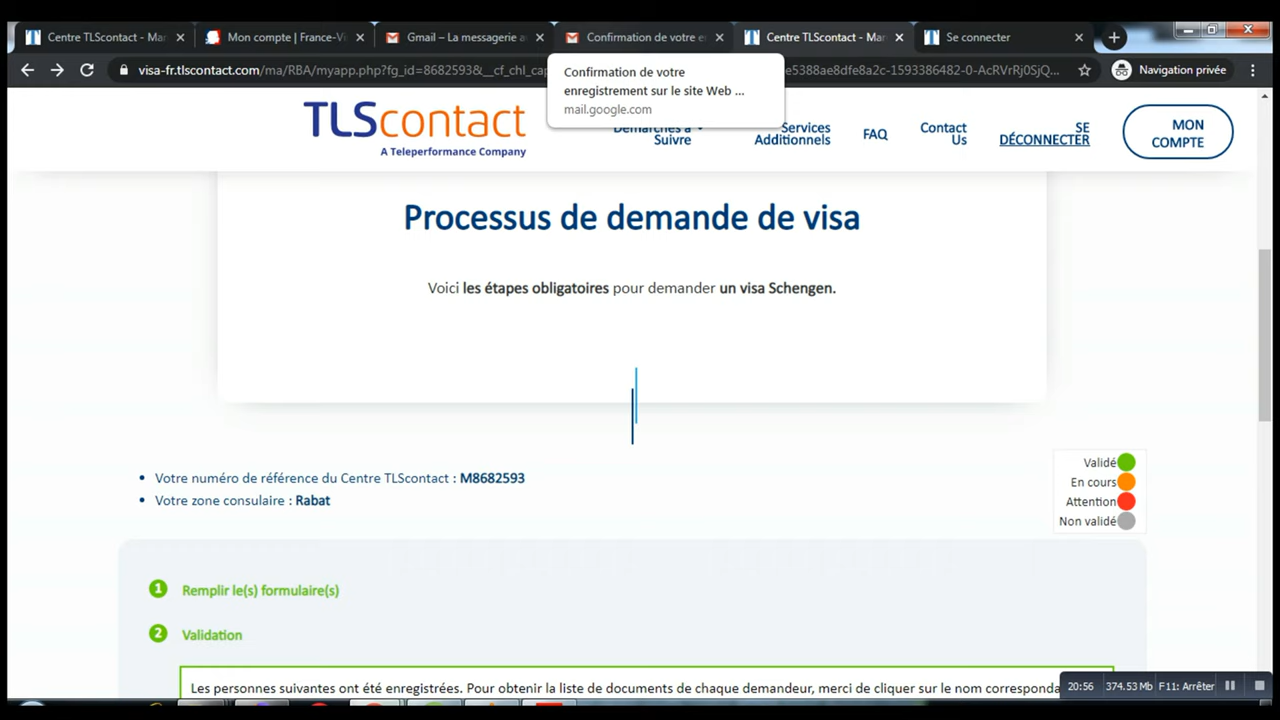 Centre TLScontact - Mar
Mon compte | France-Vi
Gmail – La messagerie a
Confirmation de votre e
Centre TLScontact - Mar
Se connecter
visa-fr.tlscontact.com/ma/RBA/myapp.php?fg_id=8682593&__cf_chl_cap
e5388ae8dfe8a2c-1593386482-0-AcRVrRj0SjQ...
Navigation privée
Confirmation de votre
enregistrement sur le site Web ...
mail.google.com
TLScontact
A Teleperformance Company
Démarches à
Suivre
Services
Additionnels
FAQ
Contact
Us
SE
DÉCONNECTER
MON
COMPTE
Processus de demande de visa
Voici les étapes obligatoires pour demander un visa Schengen.
Votre numéro de référence du Centre TLScontact : M8682593
Votre zone consulaire : Rabat
Validé
En cours
Attention
Non validé
1 Remplir le(s) formulaire(s)
2 Validation
Les personnes suivantes ont été enregistrées. Pour obtenir la liste de documents de chaque demandeur, merci de cliquer sur le nom corresponda
20:56 374.53 Mb F11: Arrêter